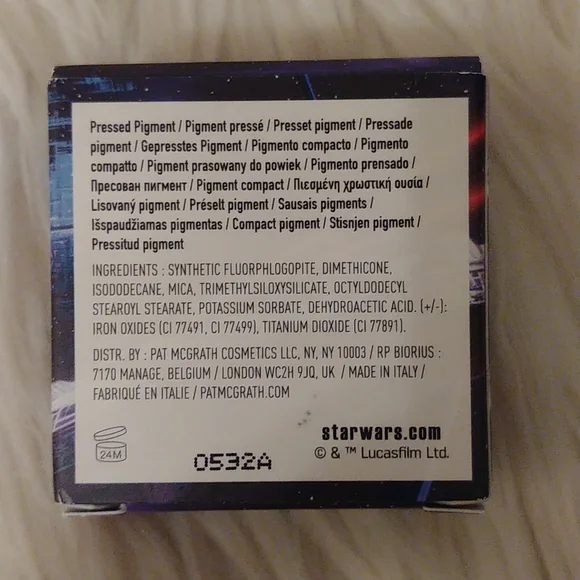 Pressed Pigment / Pigment pressé / Presset pigment / Pressade
pigment / Gepresstes Pigment / Pigmento compacto / Pigmento
compatto / Pigment prasowany do powiek / Pigmento prensado /
Пресован пигмент / Pigment compact / Πιεσμένη χρωστική ουσία /
Lisovaný pigment / Préselt pigment / Sausais pigments /
Išspaudžiamas pigmentas / Compact pigment / Stisnjen pigment /
Pressitud pigment
INGREDIENTS : SYNTHETIC FLUORPHLOGOPITE, DIMETHICONE,
ISODODECANE, MICA, TRIMETHYLSILOXYSILICATE, OCTYLDODECYL
STEAROYL STEARATE, POTASSIUM SORBATE, DEHYDROACETIC ACID. (+/-):
IRON OXIDES (CI 77491, CI 77499), TITANIUM DIOXIDE (CI 77891).
DISTR. BY : PAT MCGRATH COSMETICS LLC, NY, NY 10003 / RP BIORIUS :
7170 MANAGE, BELGIUM / LONDON WC2H 9JQ, UK / MADE IN ITALY /
FABRIQUÉ EN ITALIE / PATMCGRATH.COM
24M
0532A
starwars.com
© & ™ Lucasfilm Ltd.